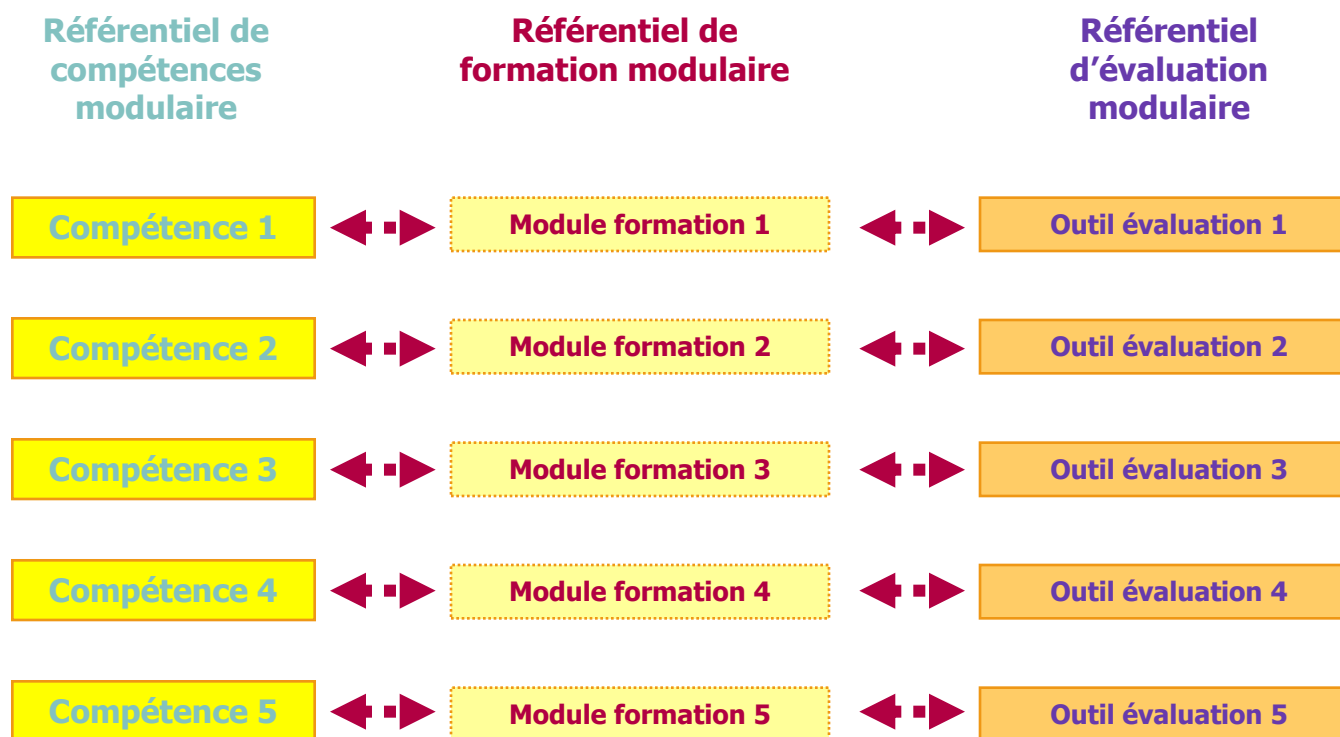 Référentiel de
compétences
modulaire
Référentiel de
formation modulaire
Référentiel
d’évaluation
modulaire
Compétence 1
Module formation 1
Outil évaluation 1
Compétence 2
Module formation 2
Outil évaluation 2
Compétence 3
Module formation 3
Outil évaluation 3
Compétence 4
Module formation 4
Outil évaluation 4
Compétence 5
Module formation 5
Outil évaluation 5